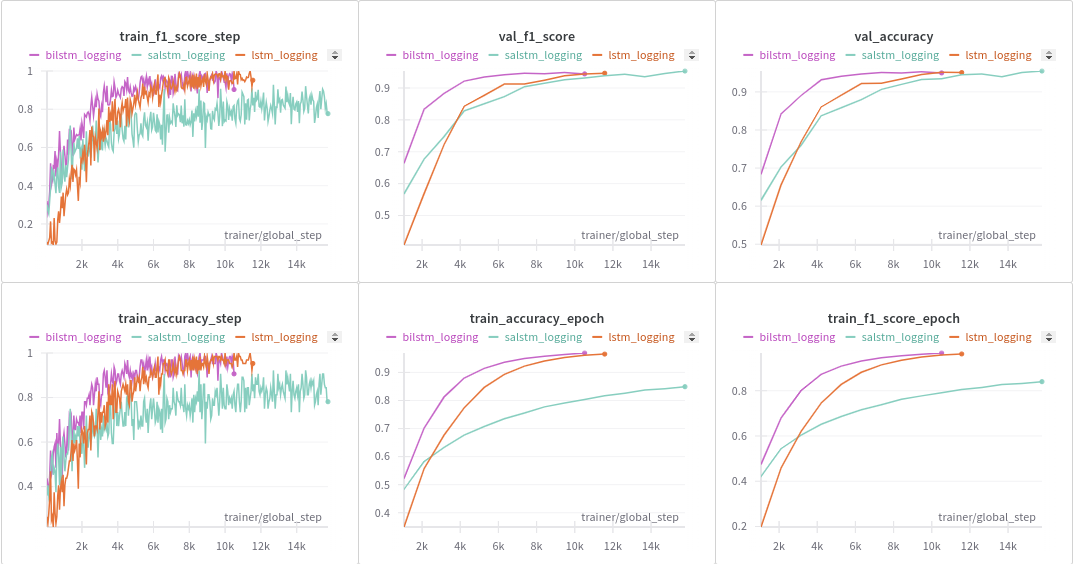 train_f1_score_step
bilstm_logging salstm_logging lstm_logging
1
0.8
0.6
0.4
0.2
trainer/global_step
2k 4k 6k 8k 10k 12k 14k
val_f1_score
bilstm_logging salstm_logging lstm_logging
0.9
0.8
0.7
0.6
0.5
trainer/global_step
2k 4k 6k 8k 10k 12k 14k
val_accuracy
bilstm_logging salstm_logging lstm_logging
0.9
0.8
0.7
0.6
0.5
trainer/global_step
2k 4k 6k 8k 10k 12k 14k
train_accuracy_step
bilstm_logging salstm_logging lstm_logging
1
0.8
0.6
0.4
trainer/global_step
2k 4k 6k 8k 10k 12k 14k
train_accuracy_epoch
bilstm_logging salstm_logging lstm_logging
0.9
0.8
0.7
0.6
0.5
0.4
trainer/global_step
2k 4k 6k 8k 10k 12k 14k
train_f1_score_epoch
bilstm_logging salstm_logging lstm_logging
0.8
0.6
0.4
0.2
trainer/global_step
2k 4k 6k 8k 10k 12k 14k